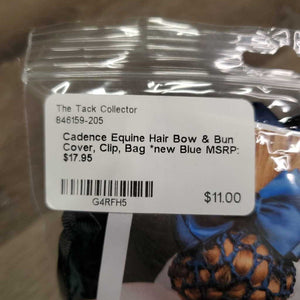 The Tack Collector
846159-205
Cadence Equine Hair Bow & Bun
Cover, Clip, Bag *new Blue MSRP:
$17.95
$11.00
G4RFH5